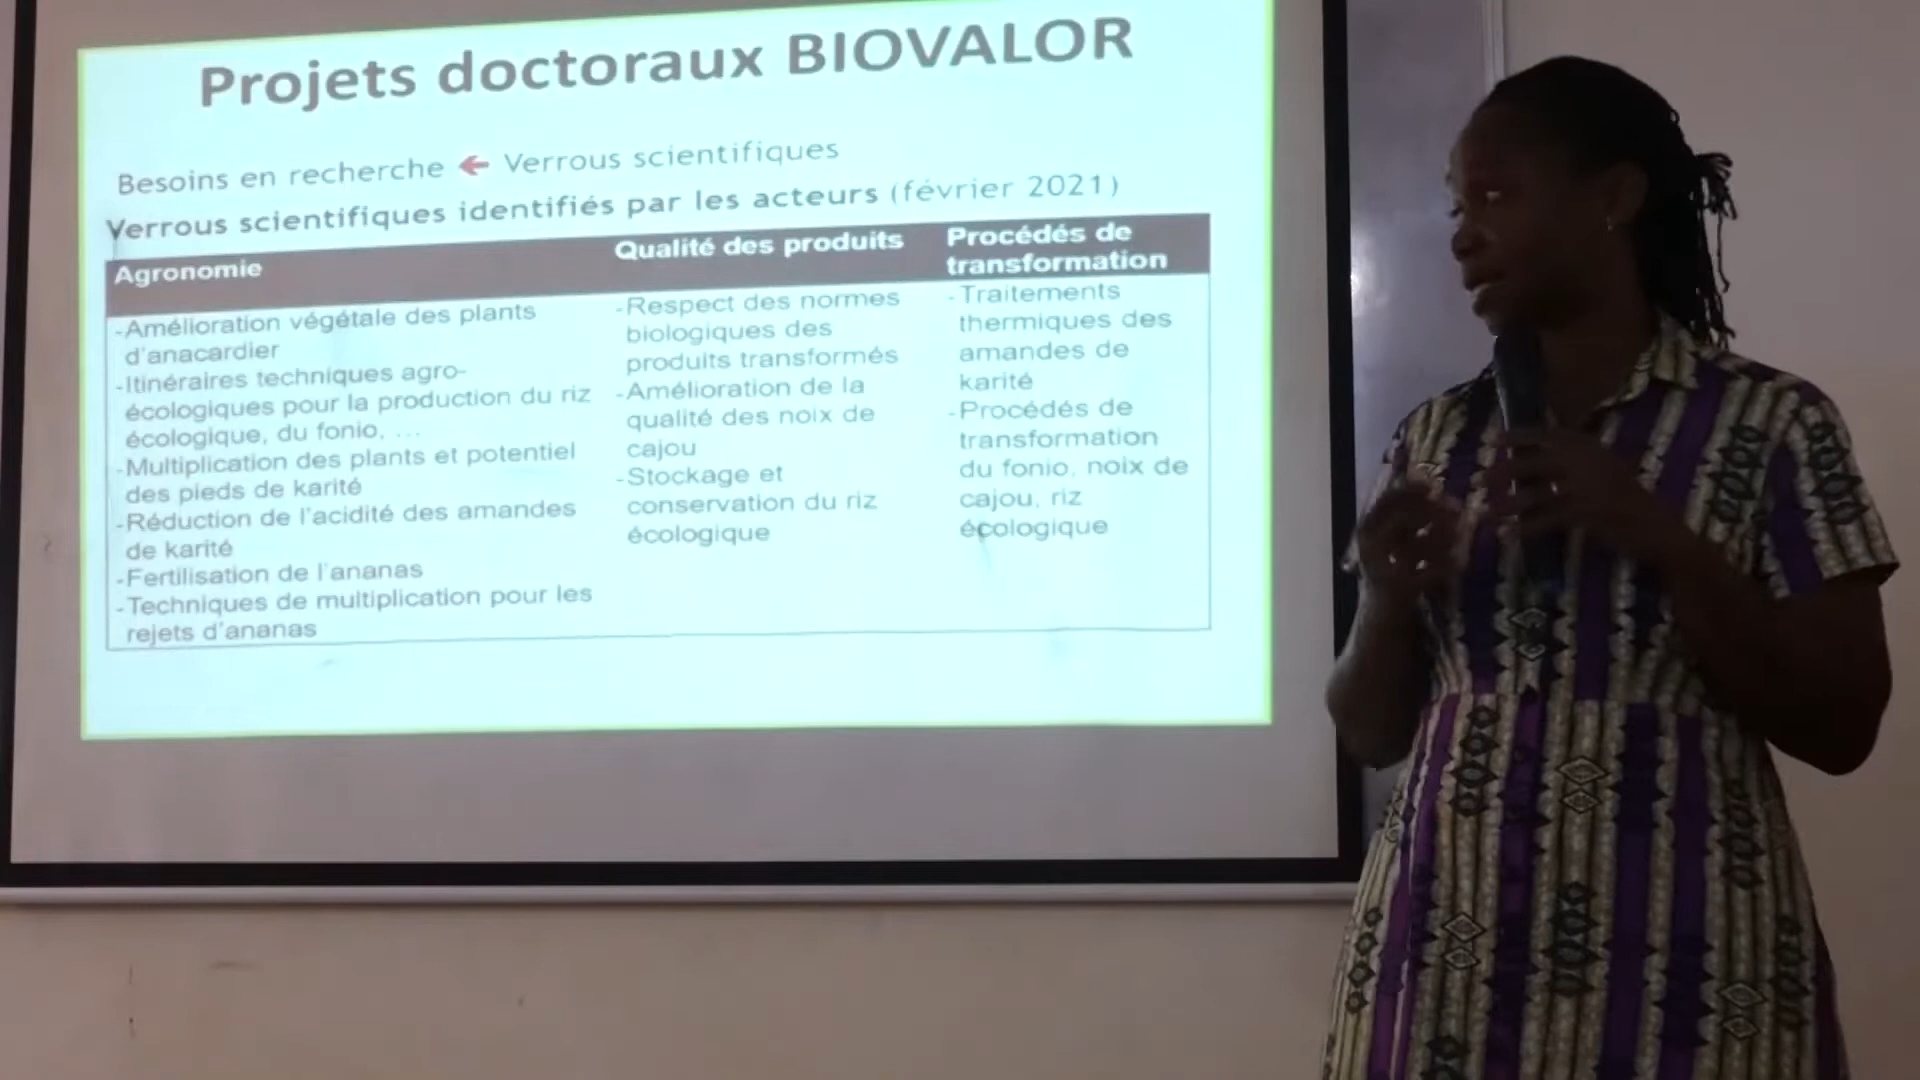 Projets doctoraux BIOVALOR
Besoins en recherche ← Verrous scientifiques
Verrous scientifiques identifiés par les acteurs (février 2021)
Agronomie
-Amélioration végétale des plants
d'anacardier
-Itinéraires techniques agro-
écologiques pour la production du riz
écologique, du fonio, ...
-Multiplication des plants et potentiel
des pieds de karité
-Réduction de l'acidité des amandes
de karité
-Fertilisation de l'ananas
-Techniques de multiplication pour les
rejets d'ananas
Qualité des produits
-Respect des normes
biologiques des
produits transformés
-Amélioration de la
qualité des noix de
cajou
-Stockage et
conservation du riz
écologique
Procédés de
transformation
-Traitements
thermiques des
amandes de
karité
-Procédés de
transformation
du fonio, noix de
cajou, riz
écologique